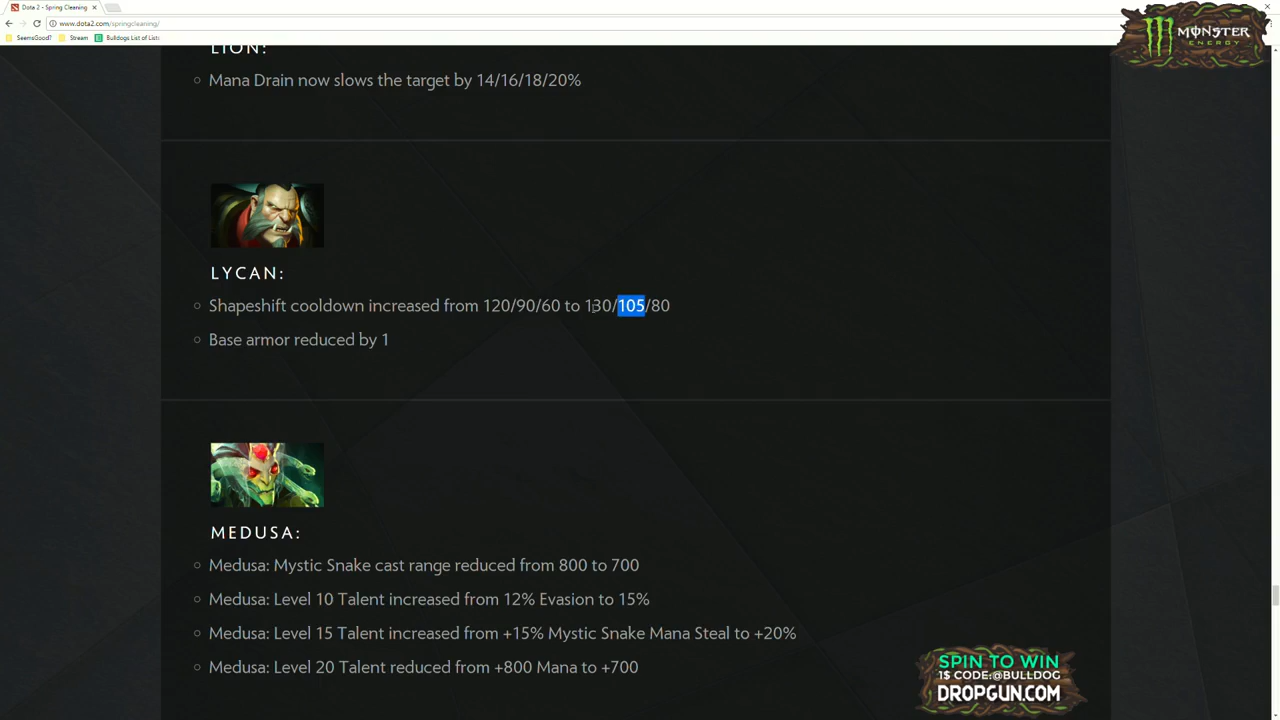 Dota 2 - Spring Cleaning
www.dota2.com/springcleaning/
SeemsGood?
Stream
Bulldogs List of Lists
MONSTER
ENERGY
LION:
Mana Drain now slows the target by 14/16/18/20%
LYCAN:
Shapeshift cooldown increased from 120/90/60 to 130/105/80
Base armor reduced by 1
MEDUSA:
Medusa: Mystic Snake cast range reduced from 800 to 700
Medusa: Level 10 Talent increased from 12% Evasion to 15%
Medusa: Level 15 Talent increased from +15% Mystic Snake Mana Steal to +20%
Medusa: Level 20 Talent reduced from +800 Mana to +700
SPIN TO WIN
1$ CODE:@BULLDOG
DROPGUN.COM